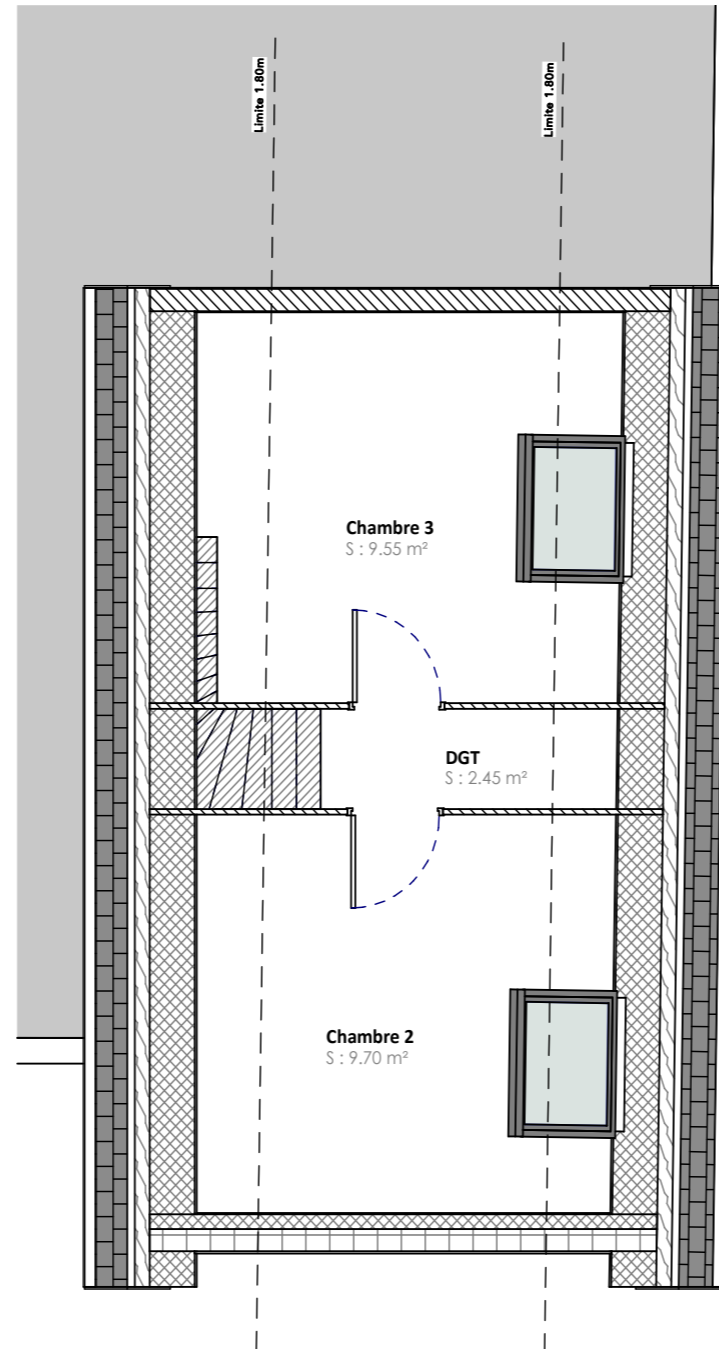 Limite 1.80m
Limite 1.80m
Chambre 3
S : 9.55 m²
DGT
S : 2.45 m²
Chambre 2
S : 9.70 m²